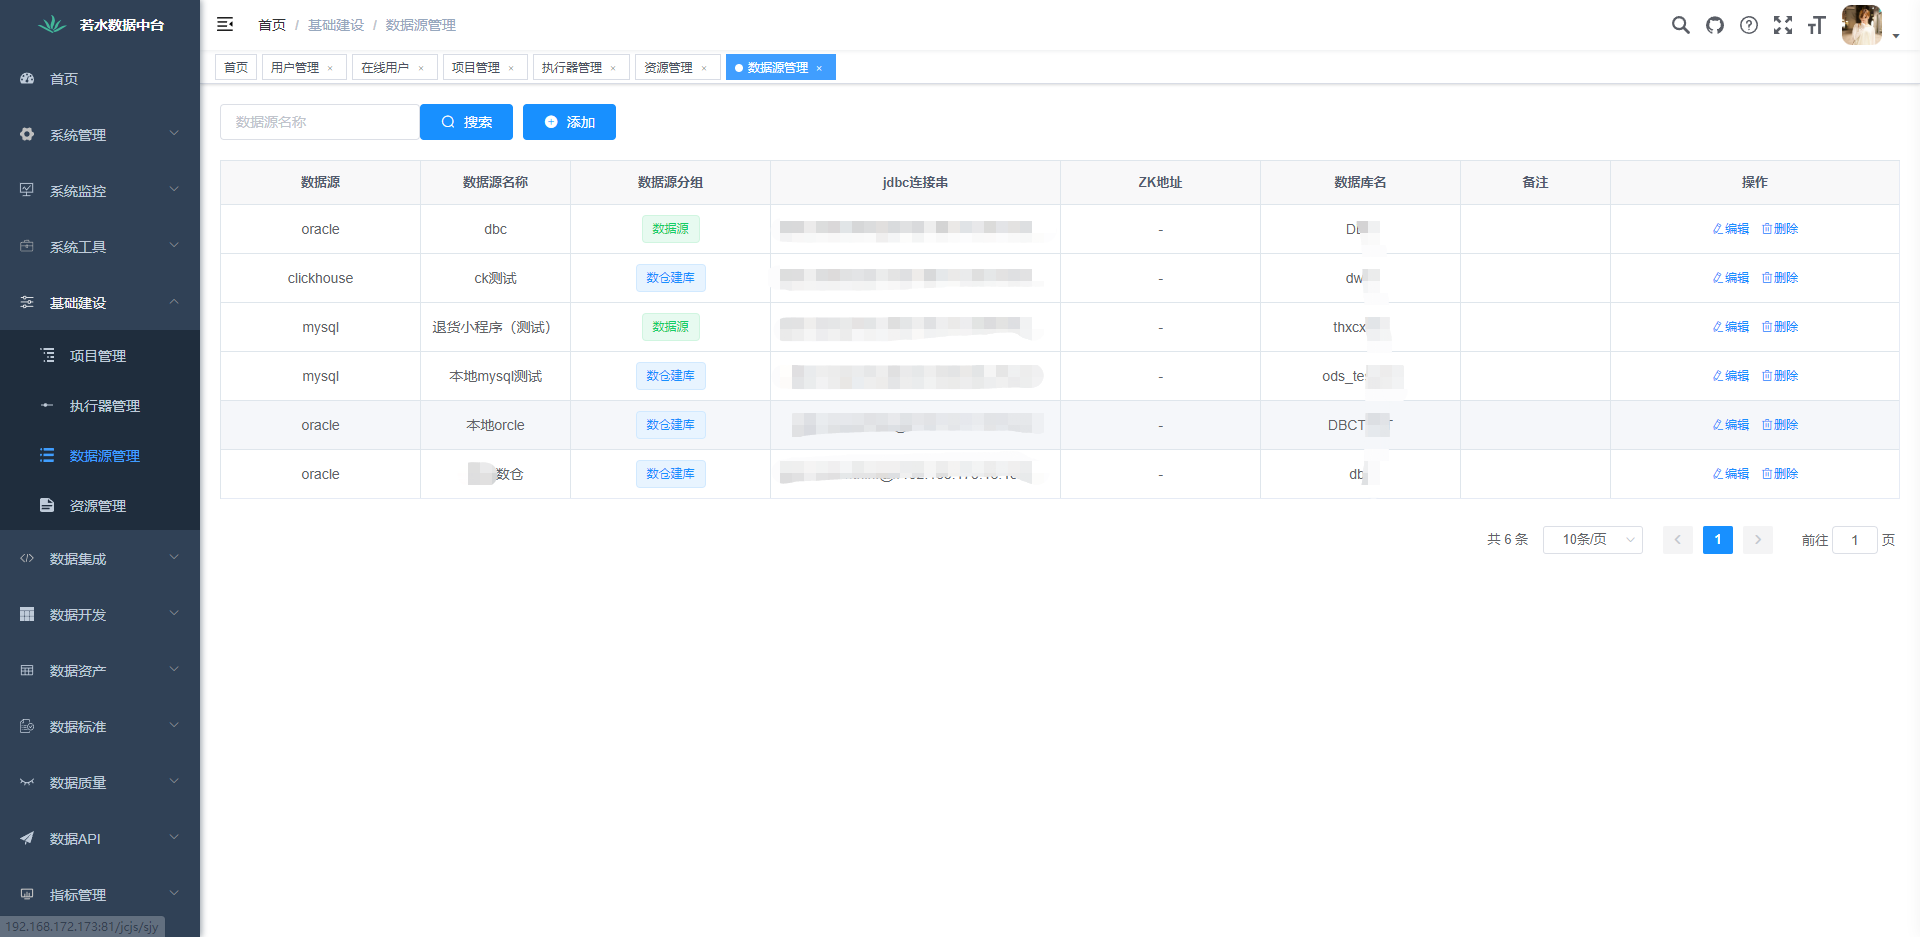 若水数据中台
首页 / 基础建设 / 数据源管理
首页
系统管理
系统监控
系统工具
基础建设
项目管理
执行器管理
数据源管理
资源管理
数据集成
数据开发
数据资产
数据标准
数据质量
数据API
指标管理
192.168.172.173:81/jcjs/sjy
首页 用户管理 × 在线用户 × 项目管理 × 执行器管理 × 资源管理 × 数据源管理 ×
数据源名称 搜索 添加
数据源 数据源名称 数据源分组 jdbc连接串 ZK地址 数据库名 备注 操作
oracle dbc 数据源 - 编辑 删除
clickhouse ck测试 数仓建库 - dw 编辑 删除
mysql 退货小程序（测试） 数据源 - thxcx 编辑 删除
mysql 本地mysql测试 数仓建库 - ods_te 编辑 删除
oracle 本地orcle 数仓建库 - DBCT 编辑 删除
oracle 数仓 数仓建库 - db 编辑 删除
共 6 条 10条/页 1 前往 1 页